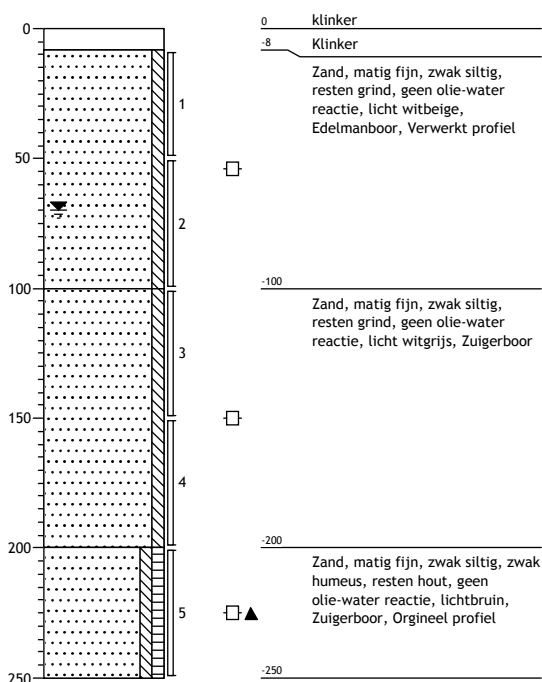 0
50
100
150
200
250
1
2
3
4
5
0 klinker
-8 Klinker
Zand, matig fijn, zwak siltig,
resten grind, geen olie-water
reactie, licht witbeige,
Edelmanboor, Verwerkt profiel
-100
Zand, matig fijn, zwak siltig,
resten grind, geen olie-water
reactie, licht witgrijs, Zuigerboor
-200
Zand, matig fijn, zwak siltig, zwak
humeus, resten hout, geen
olie-water reactie, lichtbruin,
Zuigerboor, Orgineel profiel
-250